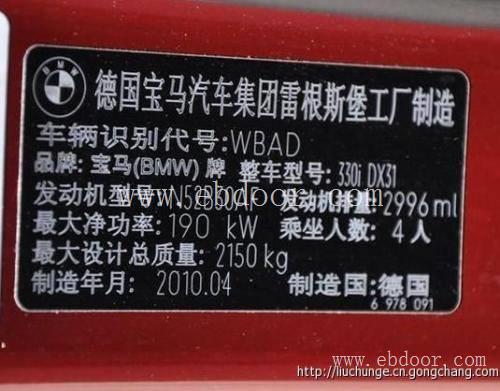 BMW
德国宝马汽车集团雷根斯堡工厂制造
车辆识别代号:WBAD
品牌:宝马(BMW)牌 整车型号:330i DX31
发动机型号: 发动机排量:2996ml
最大净功率:190 kW 乘坐人数:4人
最大设计总质量:2150kg
制造年月:2010.04 制造国:德国
6 978 091
www.ebdoor.com
www.ebdoor.com
http://liuchunge.cn.gongchang.com